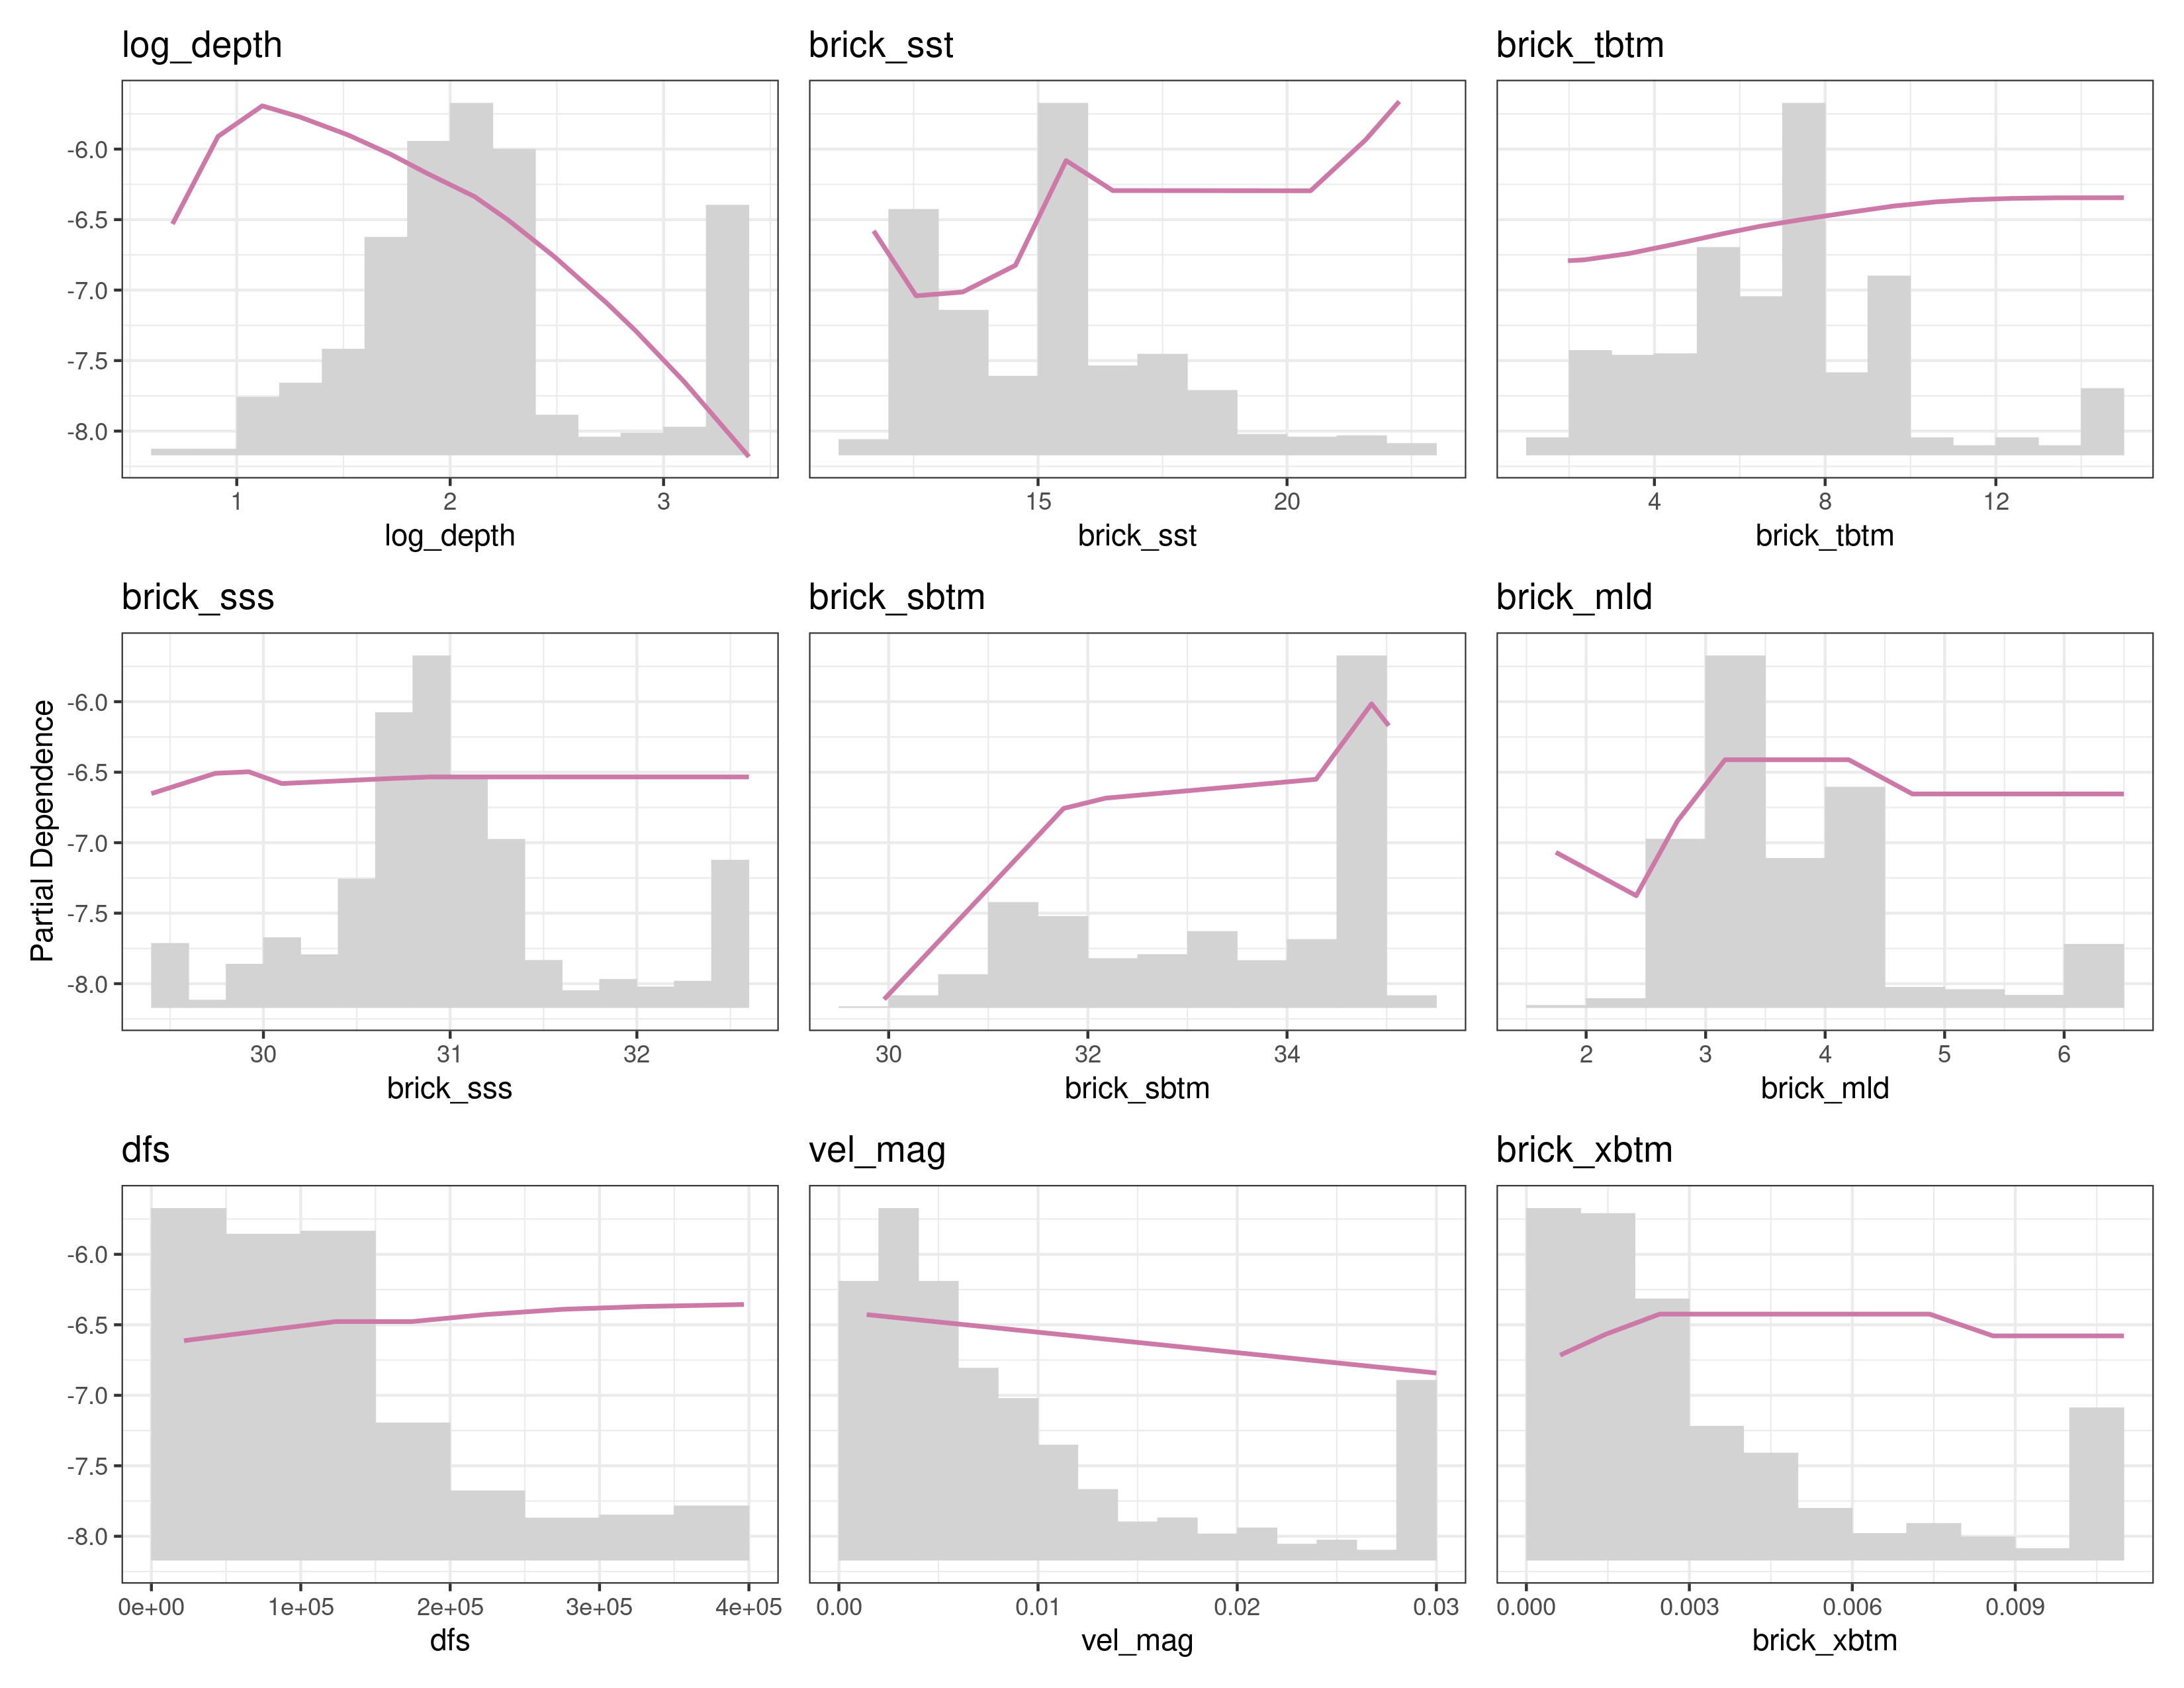 log_depth
brick_sst
brick_tbtm
-6.0
-6.5
-7.0
-7.5
-8.0
1 2 3
15 20
4 8 12
log_depth
brick_sst
brick_tbtm
brick_sss
brick_sbtm
brick_mld
Partial Dependence
-6.0
-6.5
-7.0
-7.5
-8.0
30 31 32
30 32 34
2 3 4 5 6
brick_sss
brick_sbtm
brick_mld
dfs
vel_mag
brick_xbtm
-6.0
-6.5
-7.0
-7.5
-8.0
0e+00 1e+05 2e+05 3e+05 4e+05
0.00 0.01 0.02 0.03
0.000 0.003 0.006 0.009
dfs
vel_mag
brick_xbtm